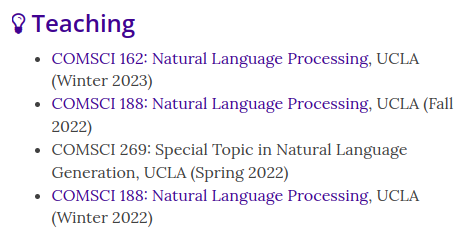 Teaching
COMSCI 162: Natural Language Processing, UCLA
(Winter 2023)
COMSCI 188: Natural Language Processing, UCLA (Fall
2022)
COMSCI 269: Special Topic in Natural Language
Generation, UCLA (Spring 2022)
COMSCI 188: Natural Language Processing, UCLA
(Winter 2022)